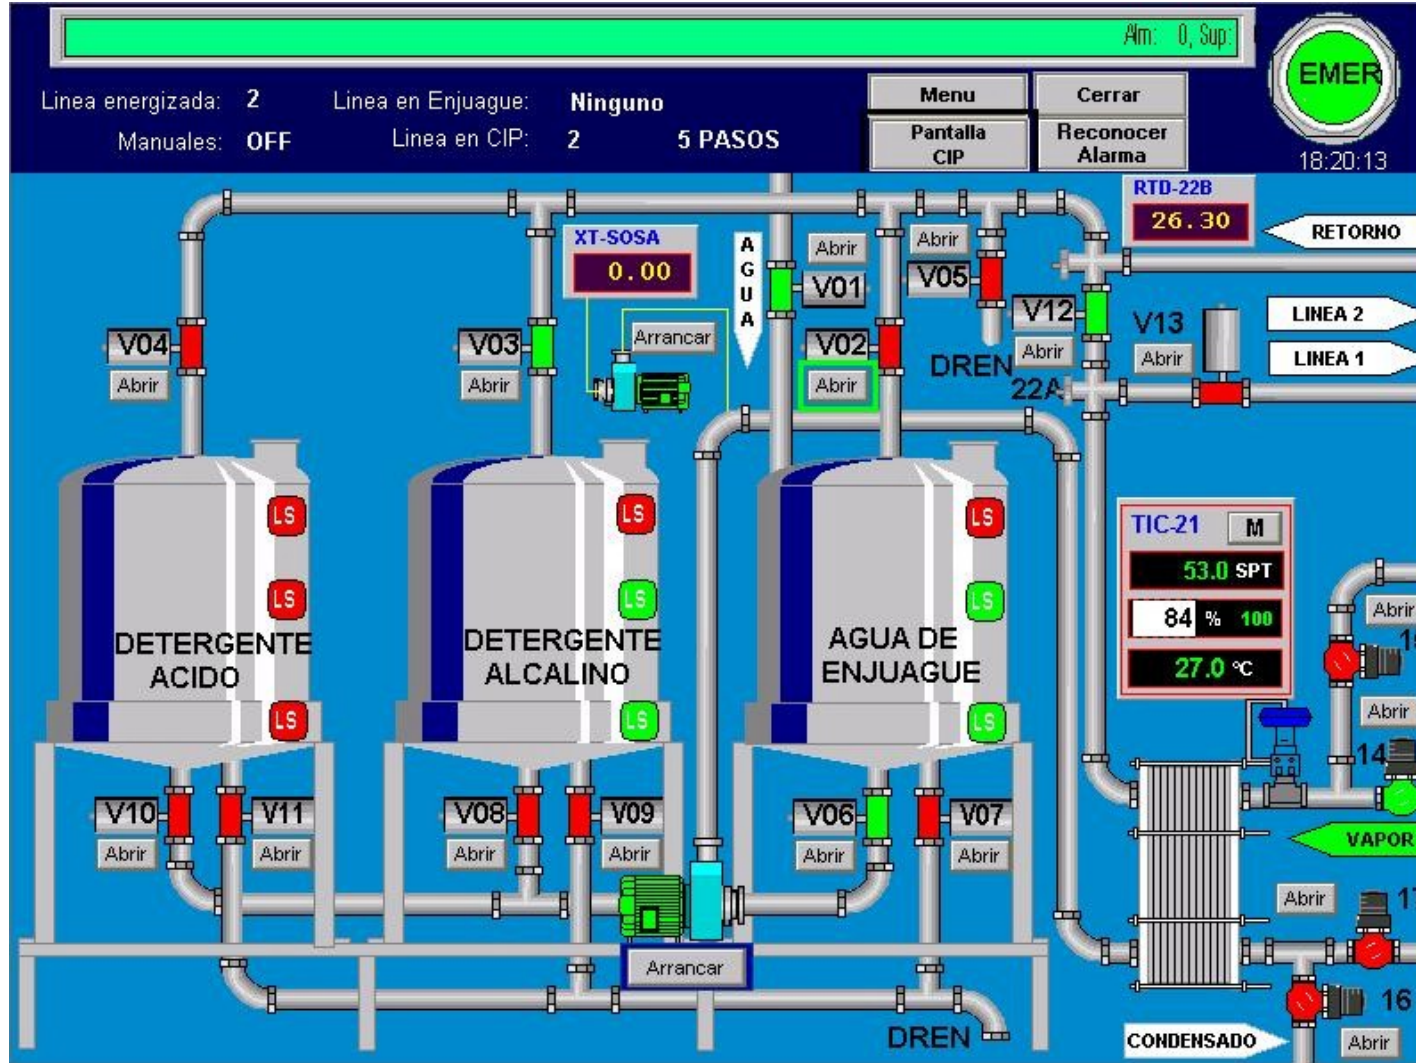 Alm: 0, Sup:
EMER
Linea energizada: 2
Linea en Enjuague: Ninguno
Menu
Cerrar
Manuales: OFF
Linea en CIP: 2 5 PASOS
Pantalla
CIP
Reconocer
Alarma
18:20:13
RTD-22B
26.30
RETORNO
XT-SOSA
0.00
AGUA
Abrir
V01
Abrir
V05
V12
Abrir
V13
Abrir
LINEA 2
LINEA 1
V04
Abrir
V03
Abrir
Arrancar
V02
Abrir
DREN
22A
LS
LS
LS
TIC-21 M
53.0 SPT
84 % 100
27.0 °C
LS
LS
LS
DETERGENTE
ACIDO
DETERGENTE
ALCALINO
AGUA DE
ENJUAGUE
LS
LS
LS
Abrir
Abrir
14
V10
Abrir
V11
Abrir
V08
Abrir
V09
Abrir
V06
Abrir
V07
Abrir
VAPOR
Abrir
17
Arrancar
DREN
CONDENSADO
16
Abrir